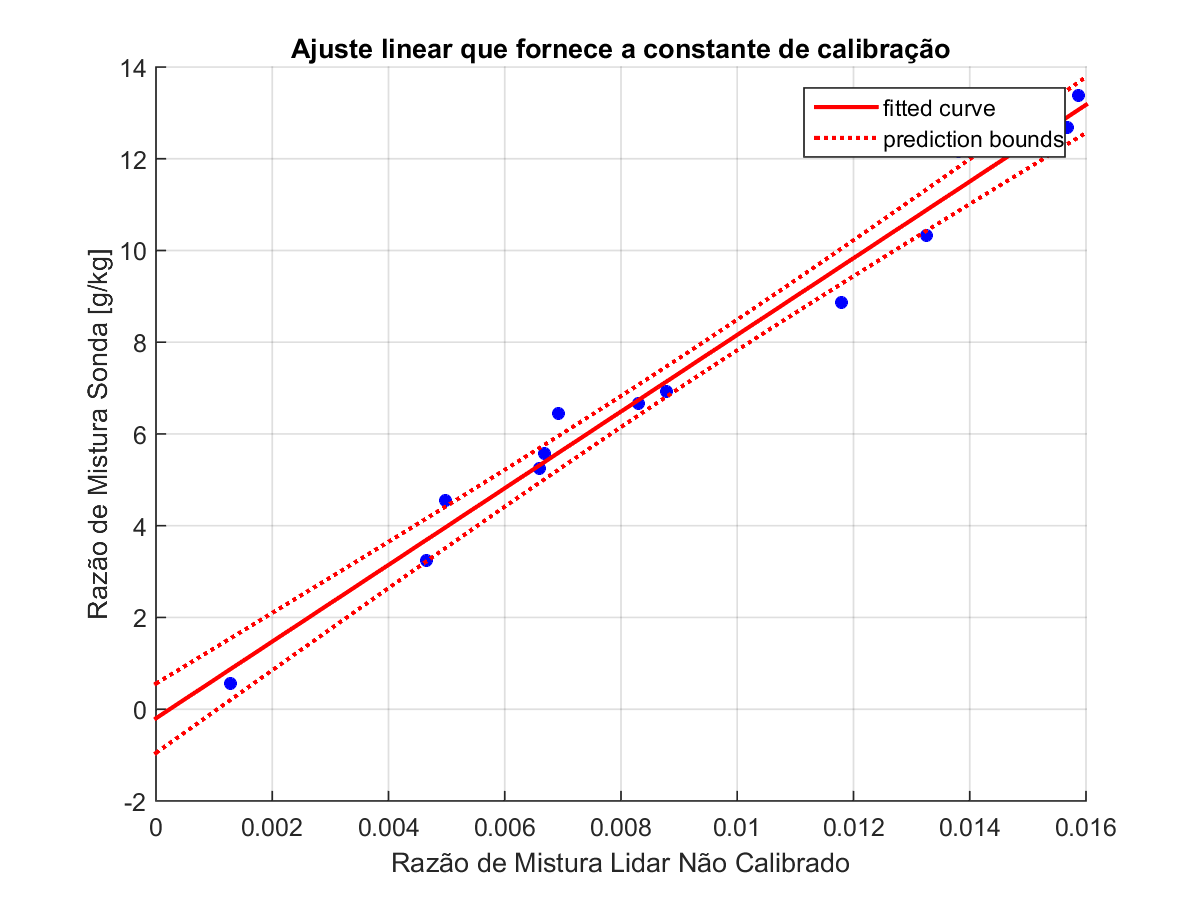 Ajuste linear que fornece a constante de calibração
14
12
10
8
6
4
2
0
-2
fitted curve
prediction bounds
Razão de Mistura Sonda [g/kg]
0 0.002 0.004 0.006 0.008 0.01 0.012 0.014 0.016
Razão de Mistura Lidar Não Calibrado